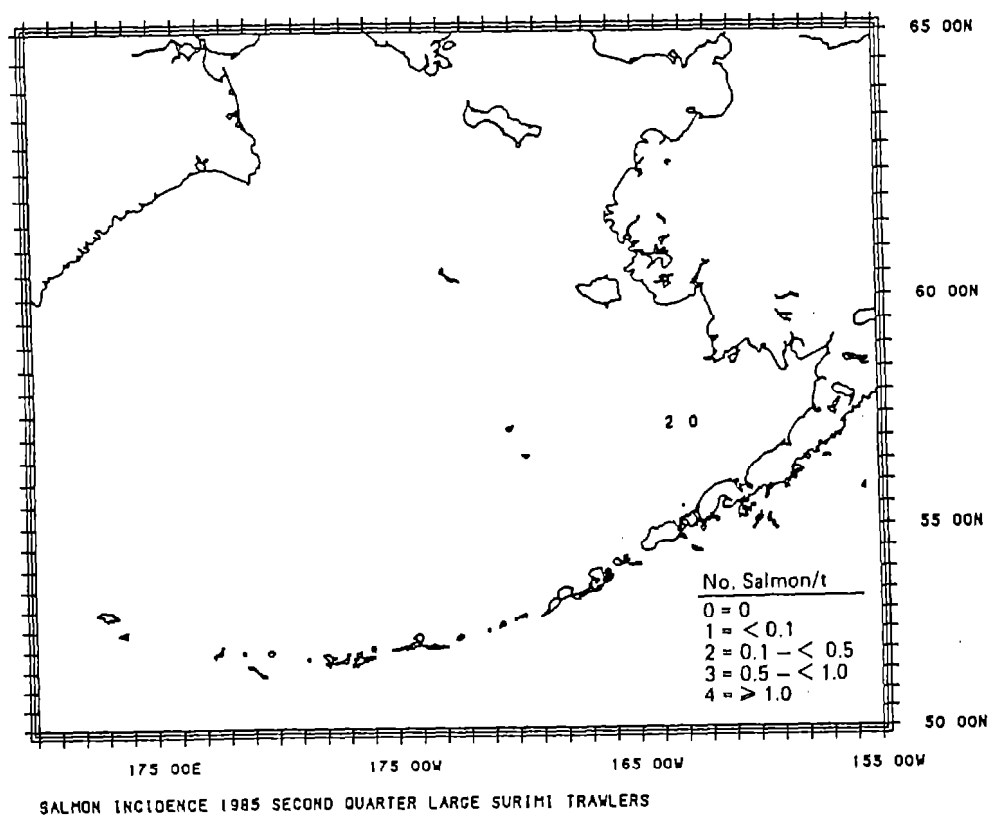 65 00N
60 00N
2 0
55 00N
No. Salmon/t
0 = 0
1 = < 0.1
2 = 0.1 - < 0.5
3 = 0.5 - < 1.0
4 = ⩾ 1.0
50 00N
175 00E 175 00W 165 00W 155 00W
SALMON INCIDENCE 1985 SECOND QUARTER LARGE SURIMI TRAWLERS